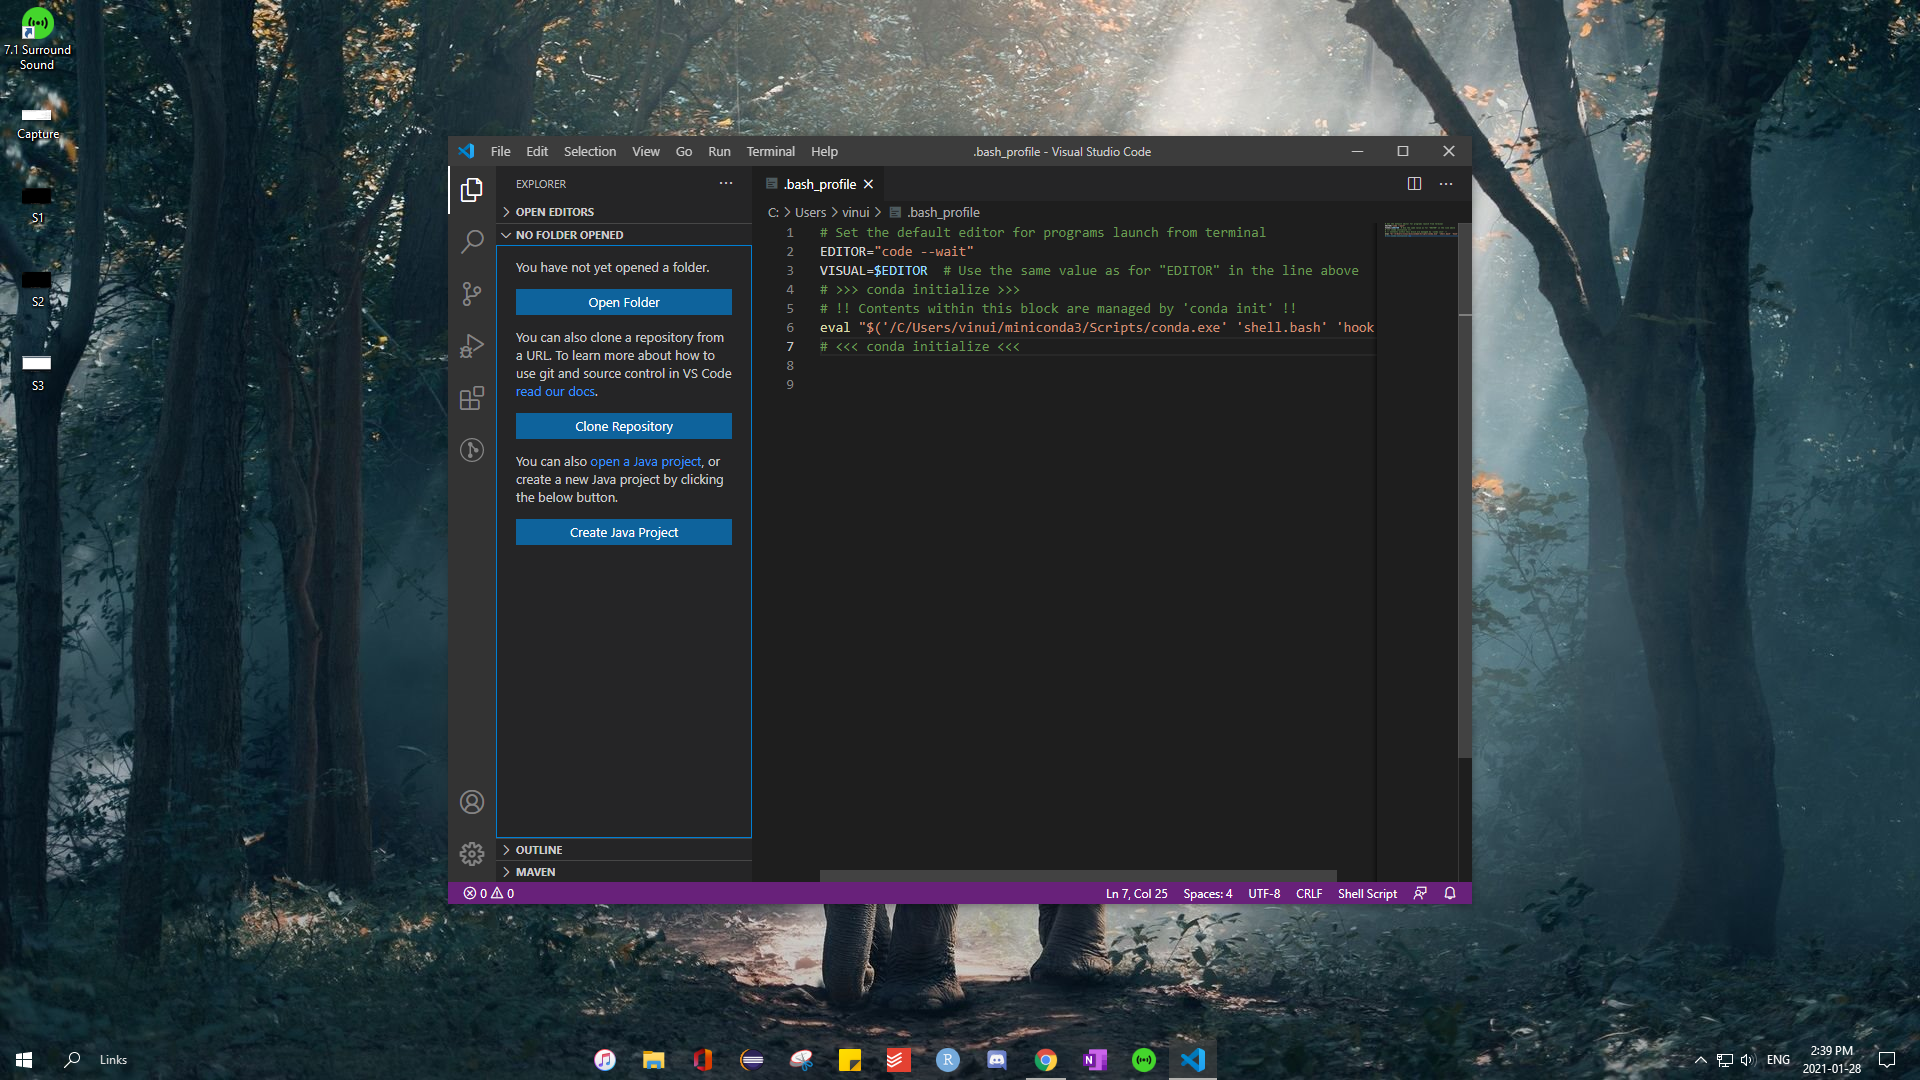 7.1 Surround
Sound
Capture
S1
S2
S3
File Edit Selection View Go Run Terminal Help
.bash_profile - Visual Studio Code
EXPLORER
OPEN EDITORS
NO FOLDER OPENED
You have not yet opened a folder.
Open Folder
You can also clone a repository from
a URL. To learn more about how to
use git and source control in VS Code
read our docs.
Clone Repository
You can also open a Java project, or
create a new Java project by clicking
the below button.
Create Java Project
OUTLINE
MAVEN
.bash_profile
C: > Users > vinui > .bash_profile
1 # Set the default editor for programs launch from terminal
2 EDITOR="code --wait"
3 VISUAL=$EDITOR  # Use the same value as for "EDITOR" in the line above
4 # >>> conda initialize >>>
5 # !! Contents within this block are managed by 'conda init' !!
6 eval "$('/C/Users/vinui/miniconda3/Scripts/conda.exe' 'shell.bash' 'hook
7 # <<< conda initialize <<<
8
9
0 0
Ln 7, Col 25 Spaces: 4 UTF-8 CRLF Shell Script
Links
R
N
ENG
2:39 PM
2021-01-28